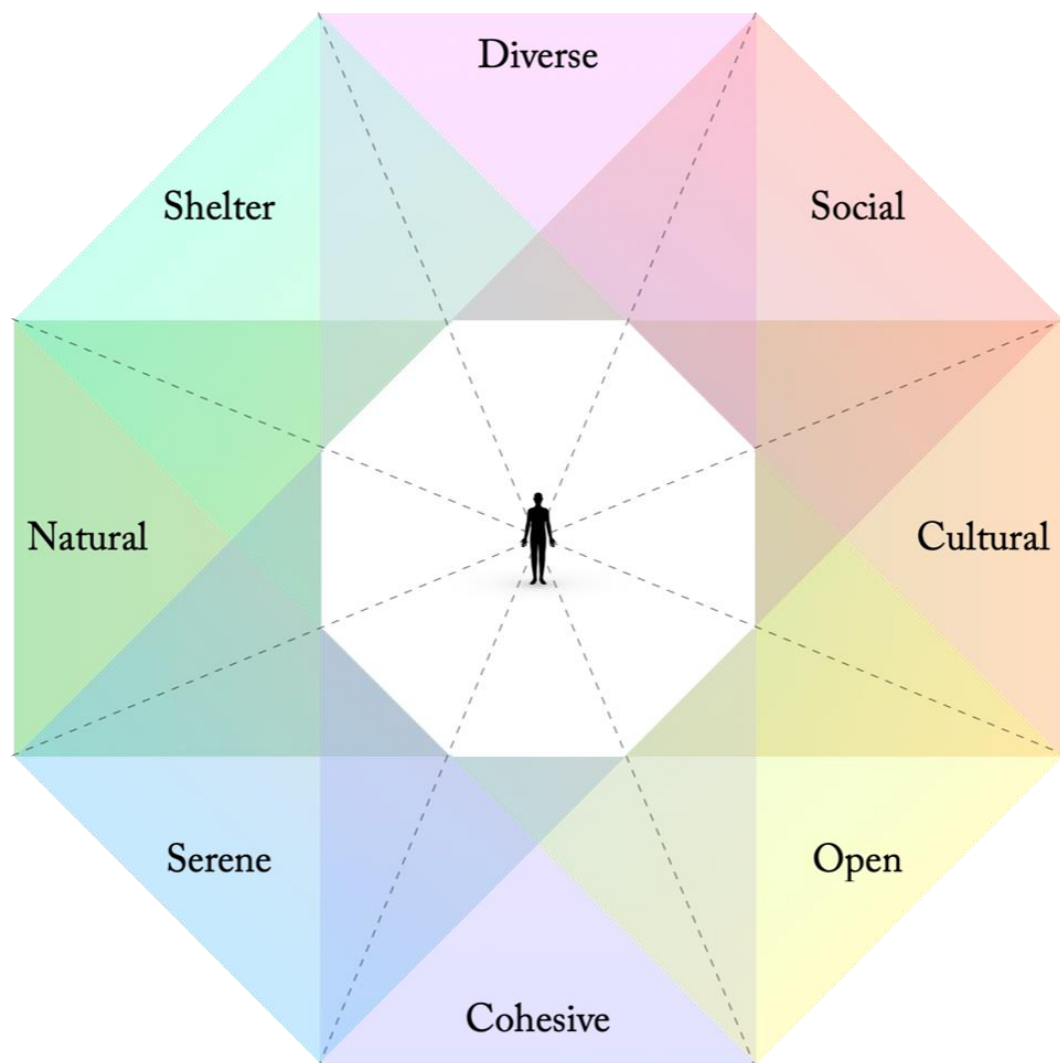 Diverse
Shelter
Social
Natural
Cultural
Serene
Open
Cohesive